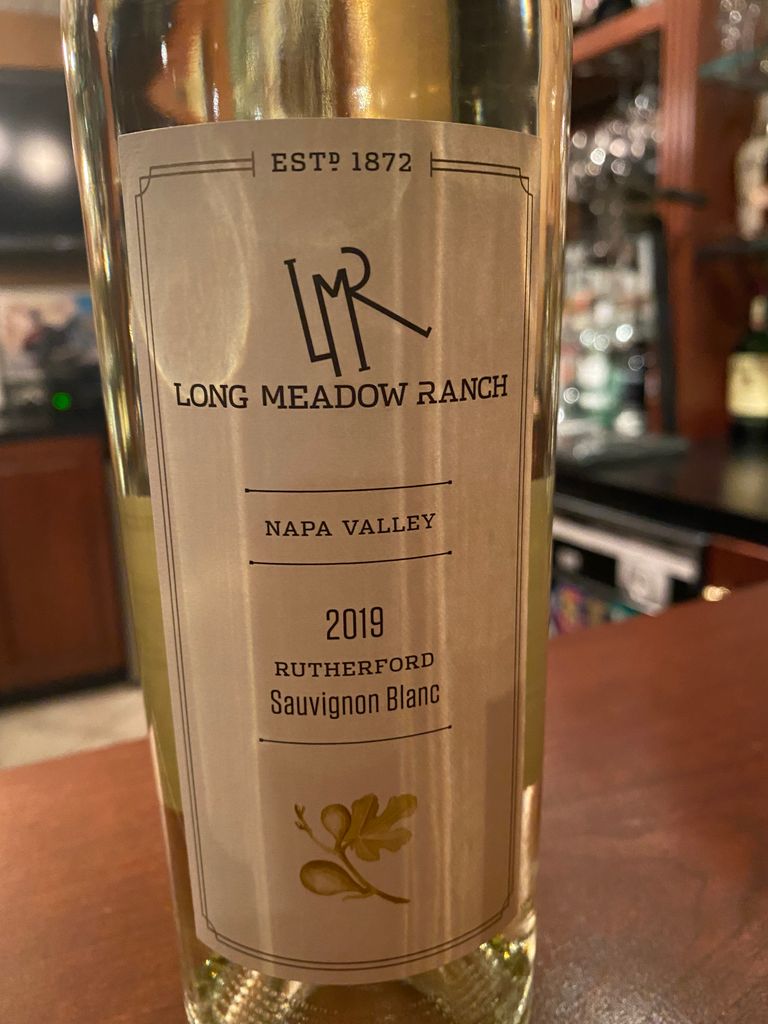 ESTD 1872
LMR
LONG MEADOW RANCH
NAPA VALLEY
2019
RUTHERFORD
Sauvignon Blanc